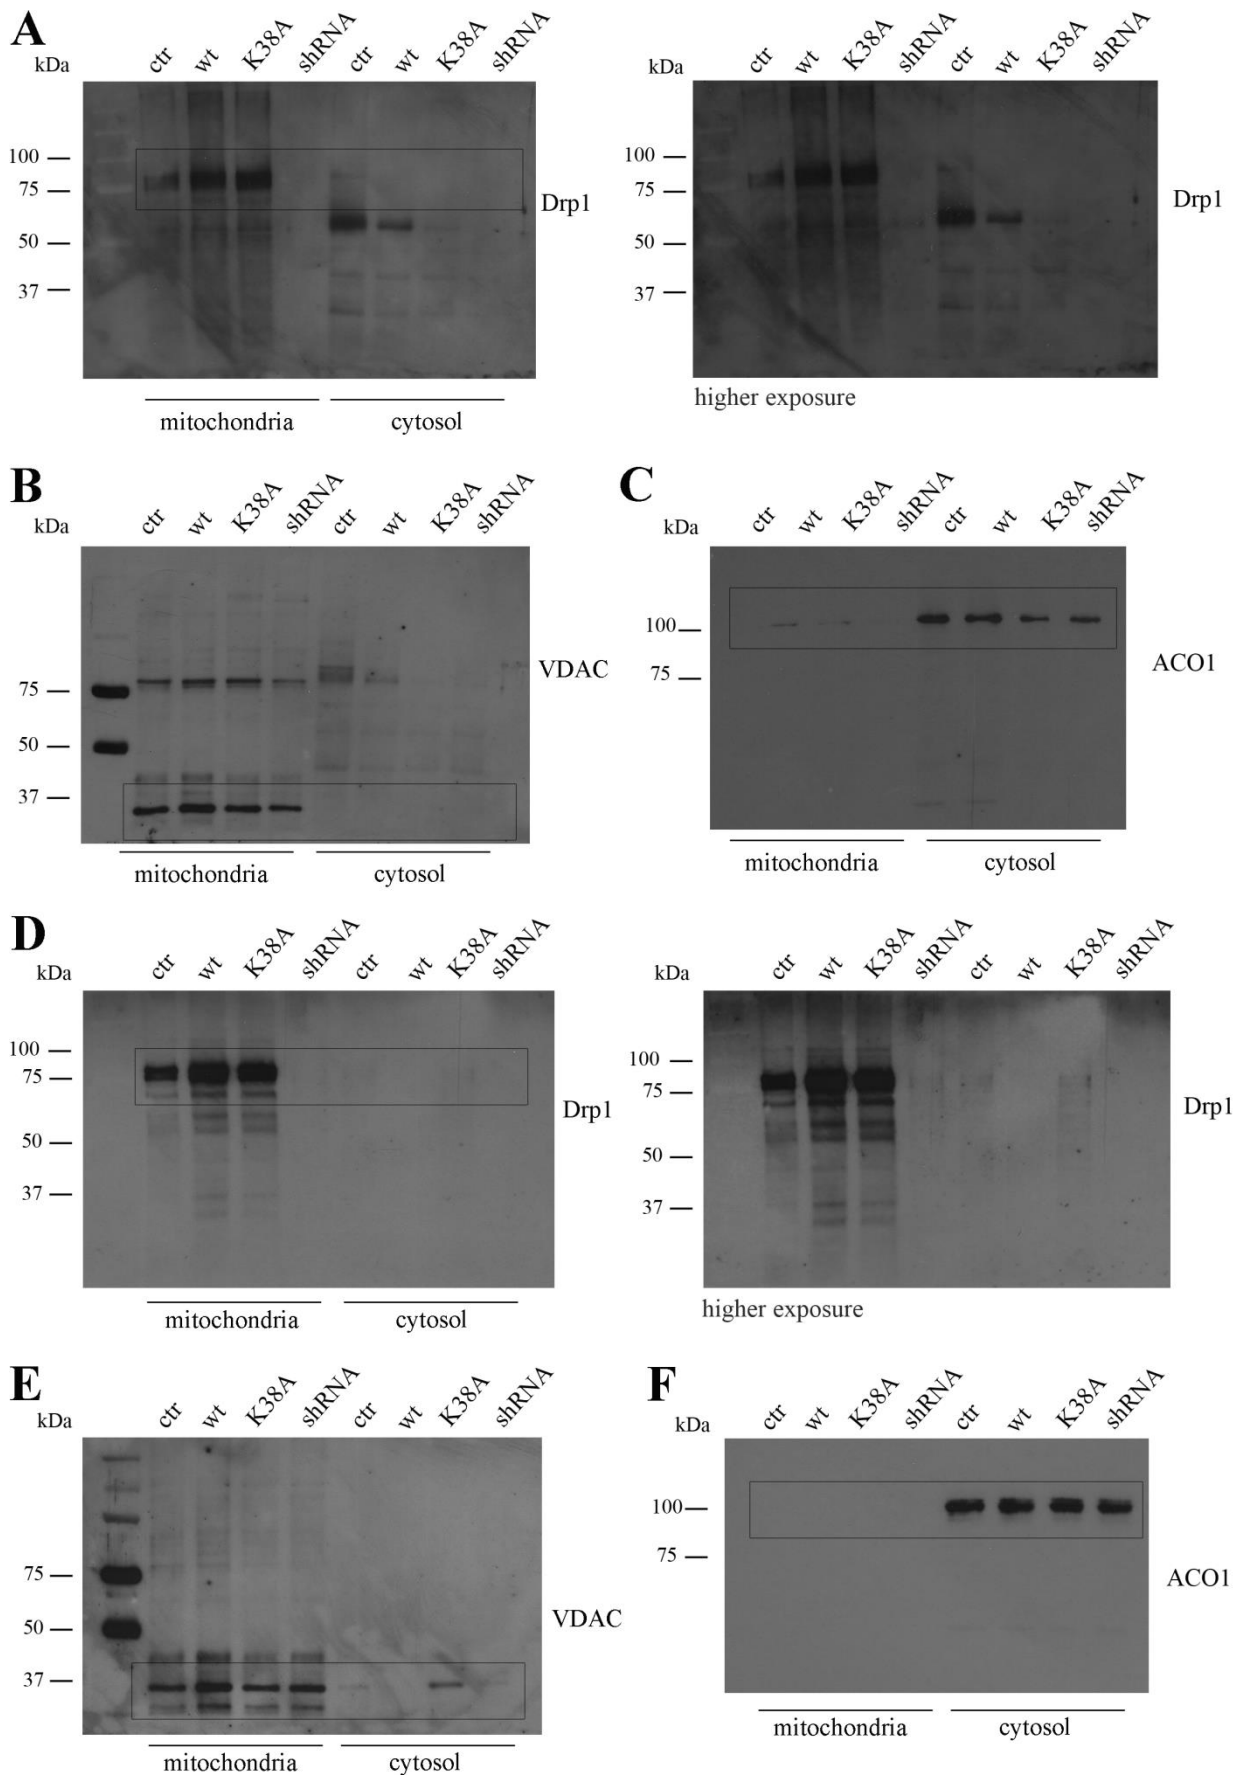 A
kDa
ctr wt K38A shRNA ctr wt K38A shRNA
100
75
50
37
Drp1
mitochondria cytosol
kDa
ctr wt K38A shRNA ctr wt K38A shRNA
100
75
50
37
Drp1
higher exposure
B
kDa
ctr wt K38A shRNA ctr wt K38A shRNA
75
50
37
VDAC
mitochondria cytosol
C
kDa
ctr wt K38A shRNA ctr wt K38A shRNA
100
75
ACO1
mitochondria cytosol
D
kDa
ctr wt K38A shRNA ctr wt K38A shRNA
100
75
50
37
Drp1
mitochondria cytosol
kDa
ctr wt K38A shRNA ctr wt K38A shRNA
100
75
50
37
Drp1
higher exposure
E
kDa
ctr wt K38A shRNA ctr wt K38A shRNA
75
50
37
VDAC
mitochondria cytosol
F
kDa
ctr wt K38A shRNA ctr wt K38A shRNA
100
75
ACO1
mitochondria cytosol